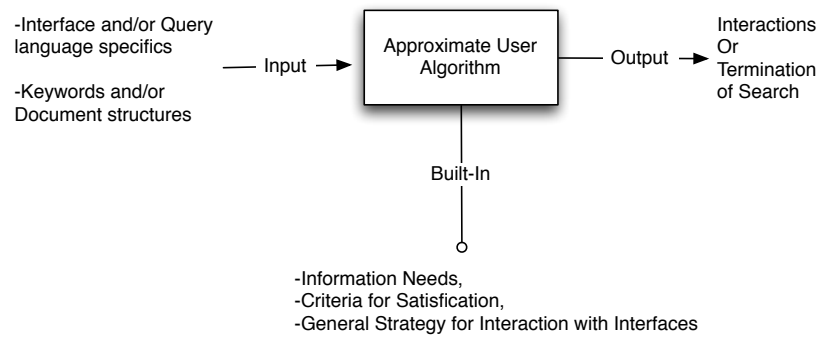 -Interface and/or Query
language specifics
-Keywords and/or
Document structures
Input
Approximate User
Algorithm
Output
Interactions
Or
Termination
of Search
Built-In
-Information Needs,
-Criteria for Satisfication,
-General Strategy for Interaction with Interfaces